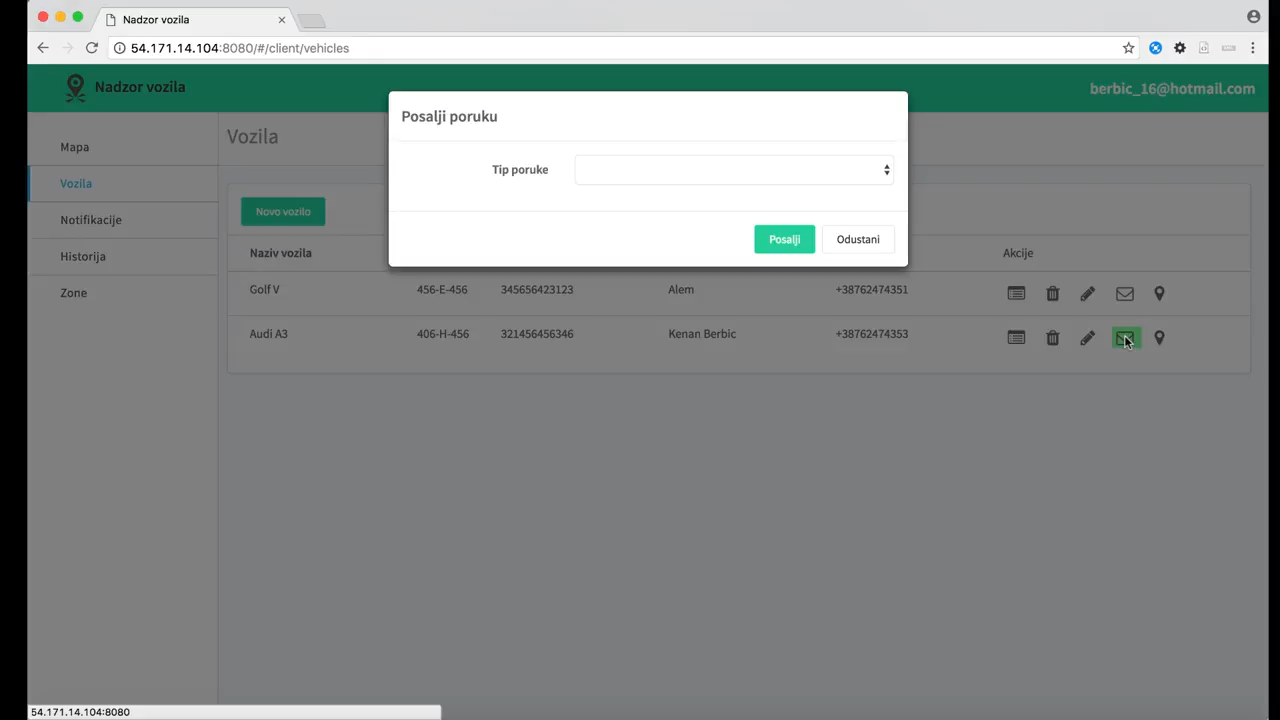 Nadzor vozila
54.171.14.104:8080/#/client/vehicles
Nadzor vozila
berbic_16@hotmail.com
Posalji poruku
Tip poruke
Posalji
Odustani
Mapa
Vozila
Notifikacije
Historija
Zone
Vozila
Novo vozilo
Naziv vozila
Akcije
Golf V 456-E-456 345656423123 Alem +38762474351
Audi A3 406-H-456 321456456346 Kenan Berbic +38762474353
54.171.14.104:8080